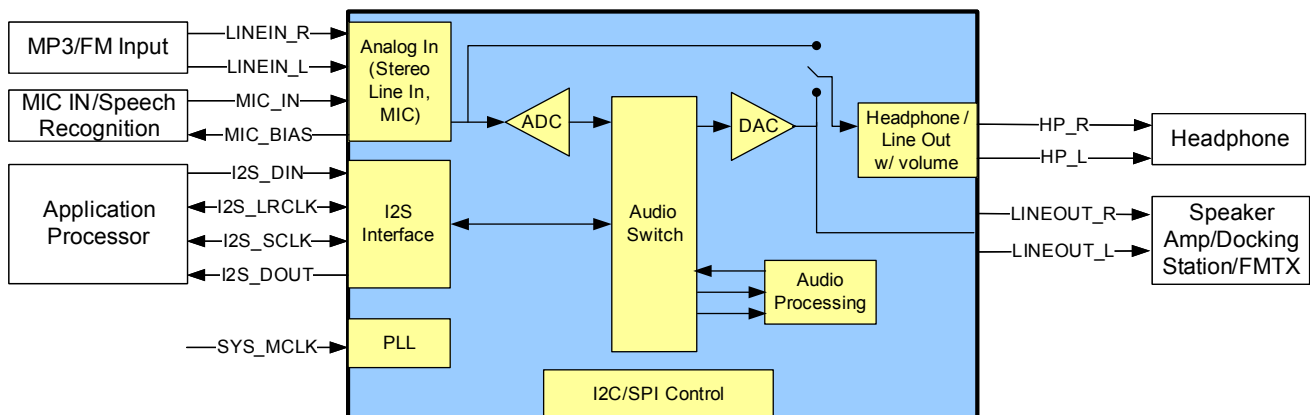 MP3/FM Input
LINEIN_R
LINEIN_L
MIC IN/Speech
Recognition
MIC_IN
MIC_BIAS
Application
Processor
I2S_DIN
I2S_LRCLK
I2S_SCLK
I2S_DOUT
SYS_MCLK
Analog In
(Stereo
Line In,
MIC)
I2S
Interface
PLL
ADC
Audio
Switch
DAC
Audio
Processing
I2C/SPI Control
Headphone /
Line Out
w/ volume
HP_R
HP_L
Headphone
LINEOUT_R
LINEOUT_L
Speaker
Amp/Docking
Station/FMTX